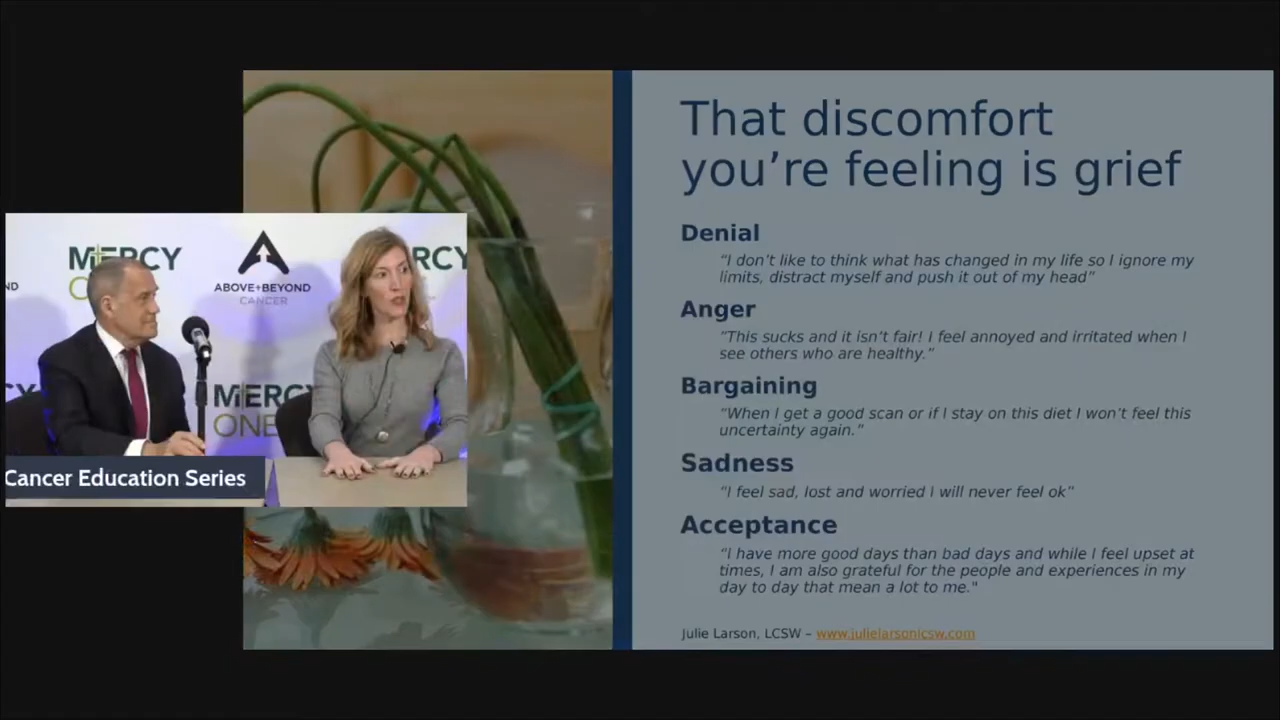 That discomfort
you’re feeling is grief
Denial
“I don’t like to think what has changed in my life so I ignore my
limits, distract myself and push it out of my head”
Anger
“This sucks and it isn’t fair! I feel annoyed and irritated when I
see others who are healthy.”
Bargaining
“When I get a good scan or if I stay on this diet I won’t feel this
uncertainty again.”
Sadness
“I feel sad, lost and worried I will never feel ok”
Acceptance
“I have more good days than bad days and while I feel upset at
times, I am also grateful for the people and experiences in my
day to day that mean a lot to me."
Julie Larson, LCSW – www.julielarsonlcsw.com
MERCY
ABOVE+BEYOND
CANCER
RCY
ND
MERCY
ONE
CY
Cancer Education Series